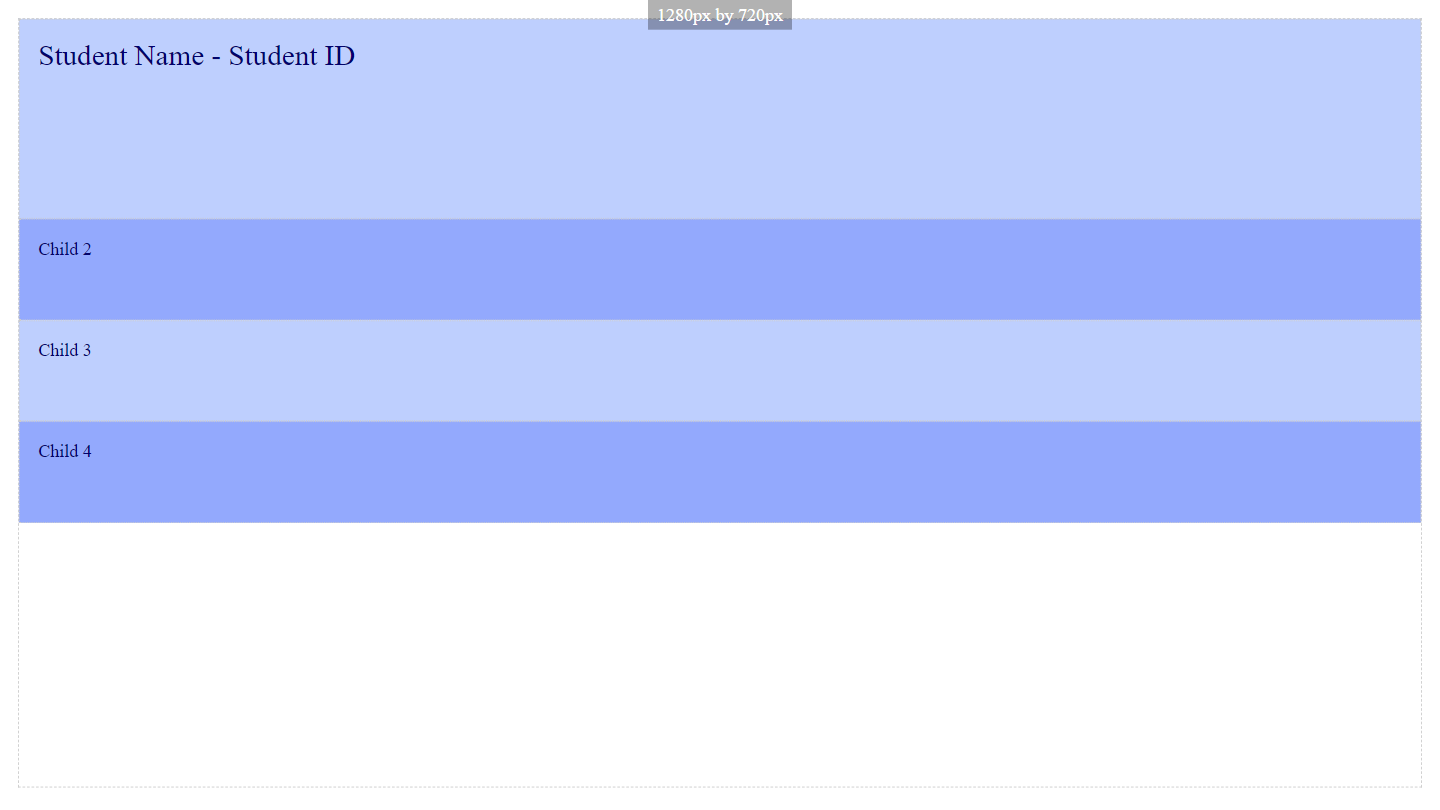 1280px by 720px
Student Name - Student ID
Child 2
Child 3
Child 4